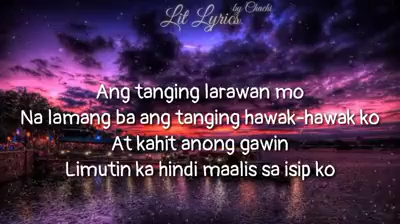 Lit Lyrics
by Chachi
Ang tanging larawan mo
Na lamang ba ang tanging hawak-hawak ko
At kahit anong gawin
Limutin ka hindi maalis sa isip ko